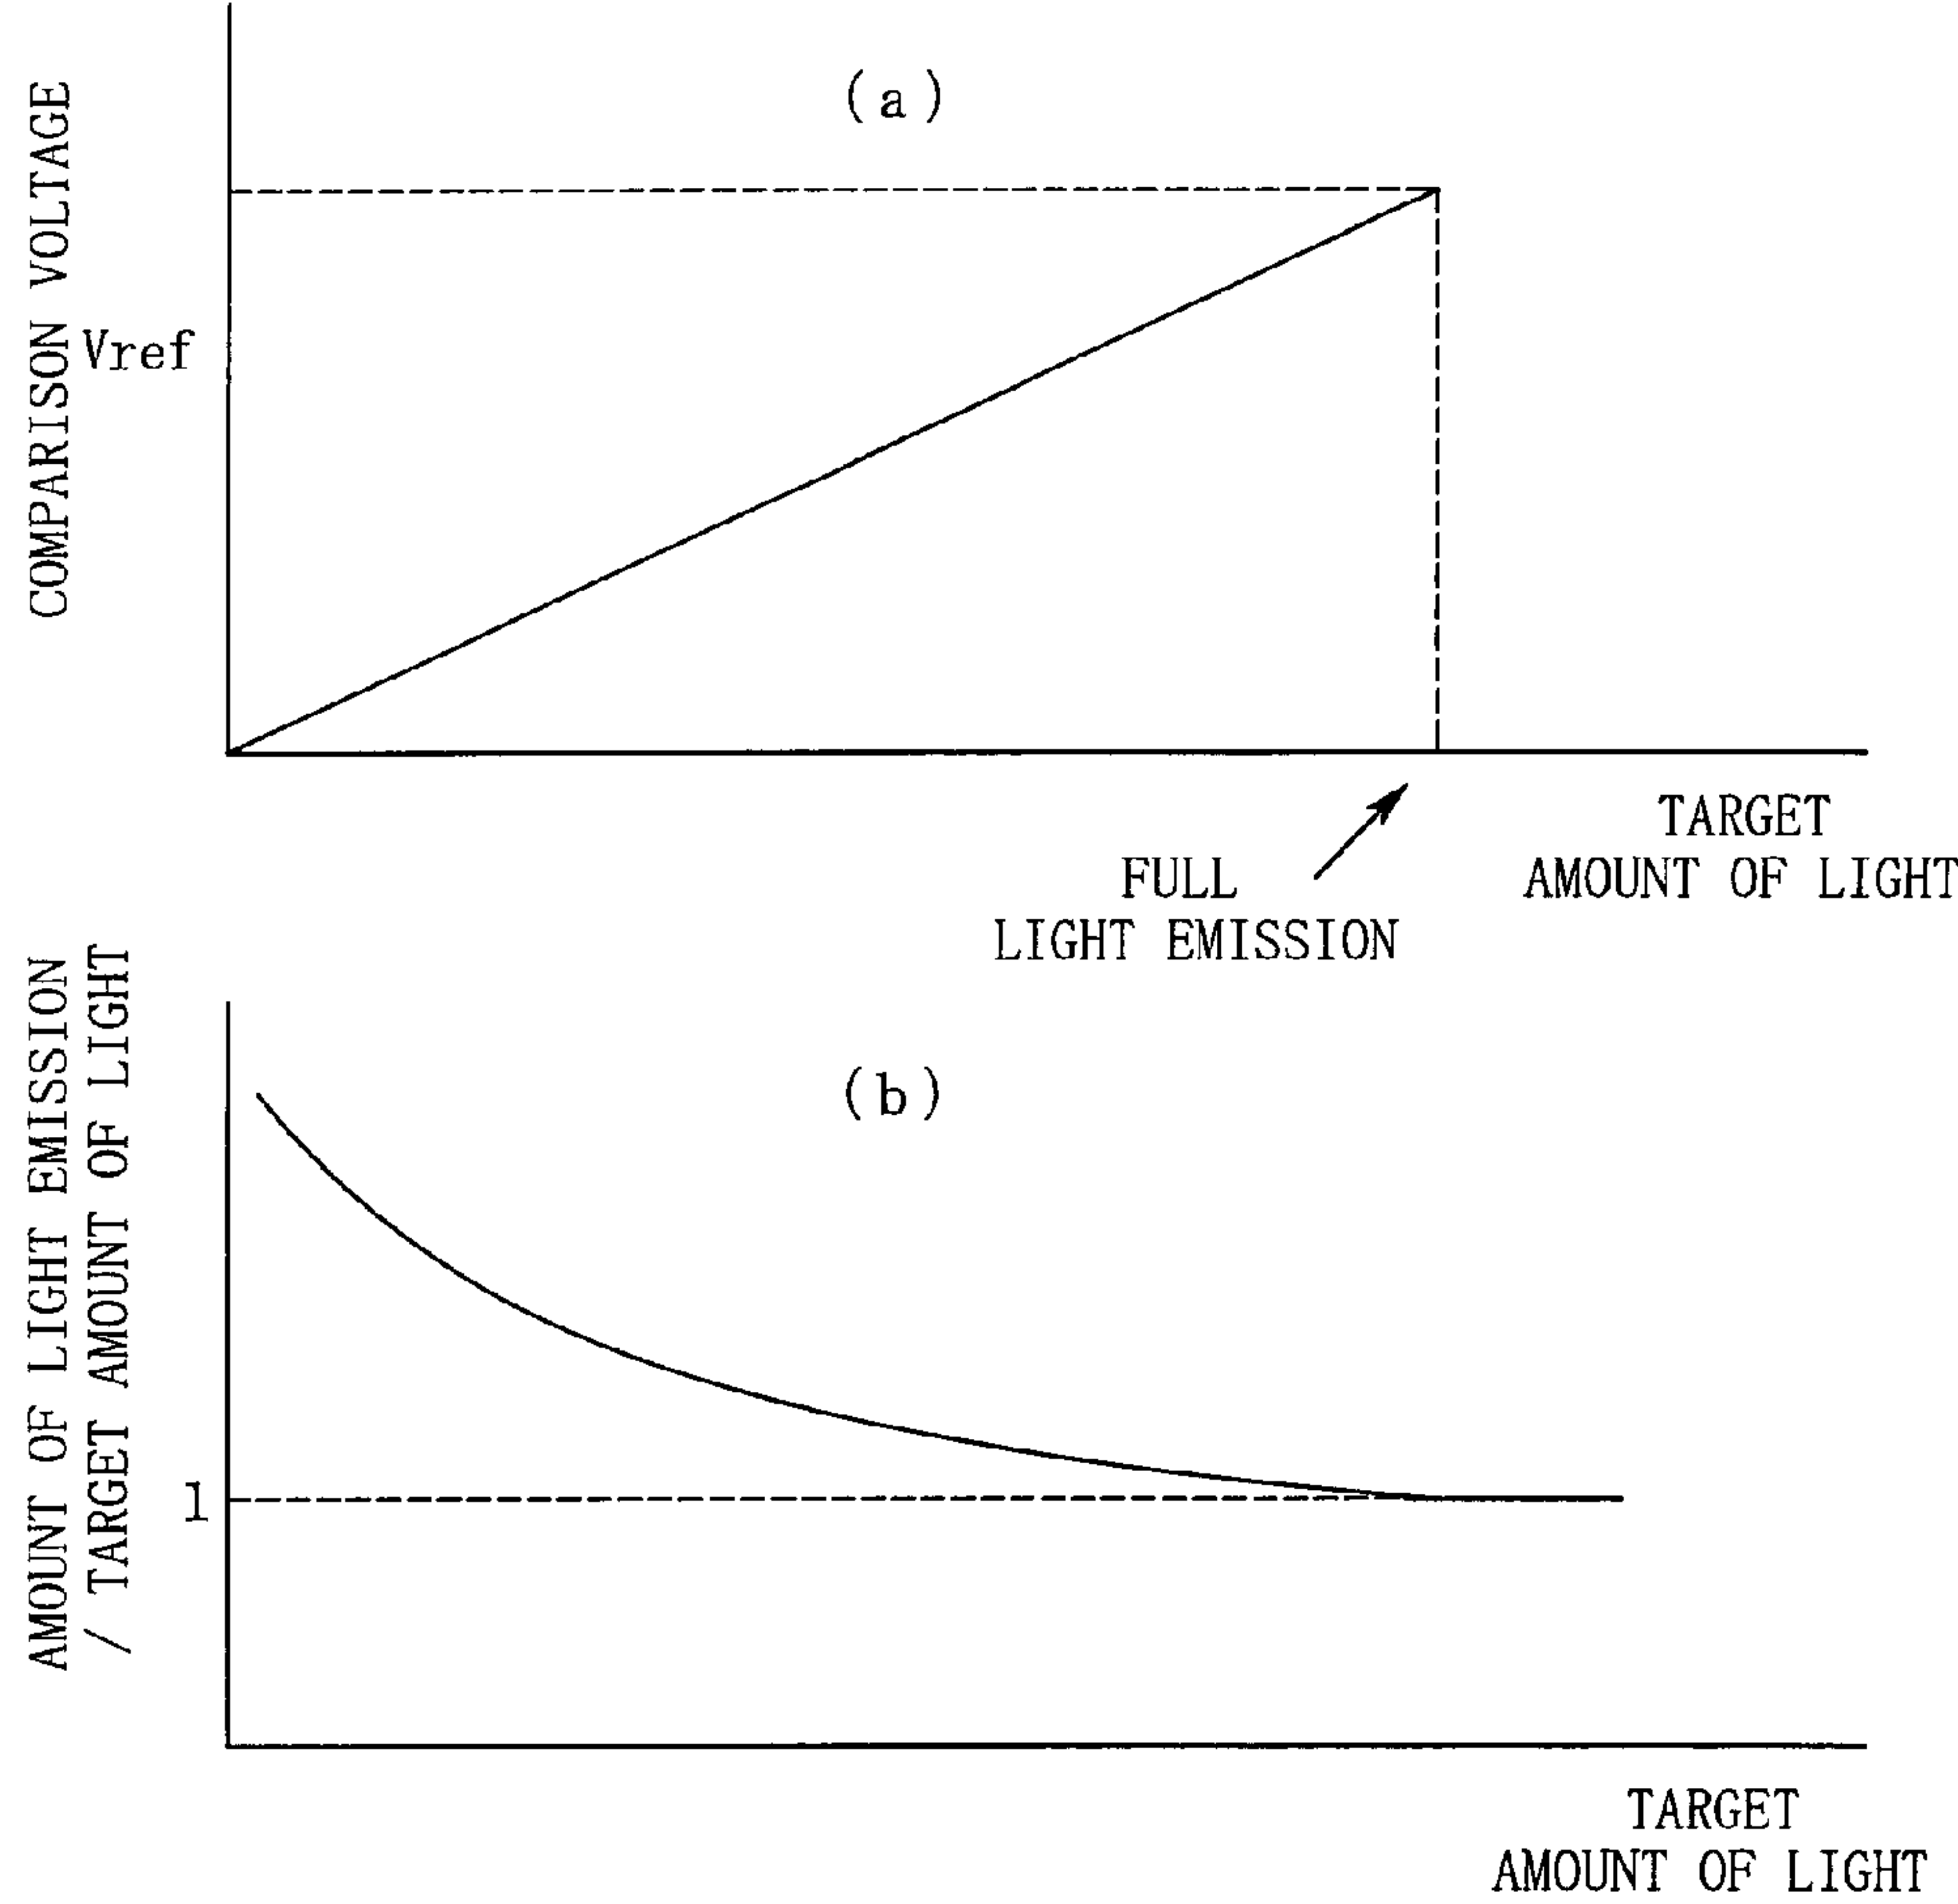 (a)
COMPARISON VOLTAGE
Vref
TARGET
AMOUNT OF LIGHT
FULL
LIGHT EMISSION
(b)
AMOUNT OF LIGHT EMISSION
/ TARGET AMOUNT OF LIGHT
1
TARGET
AMOUNT OF LIGHT